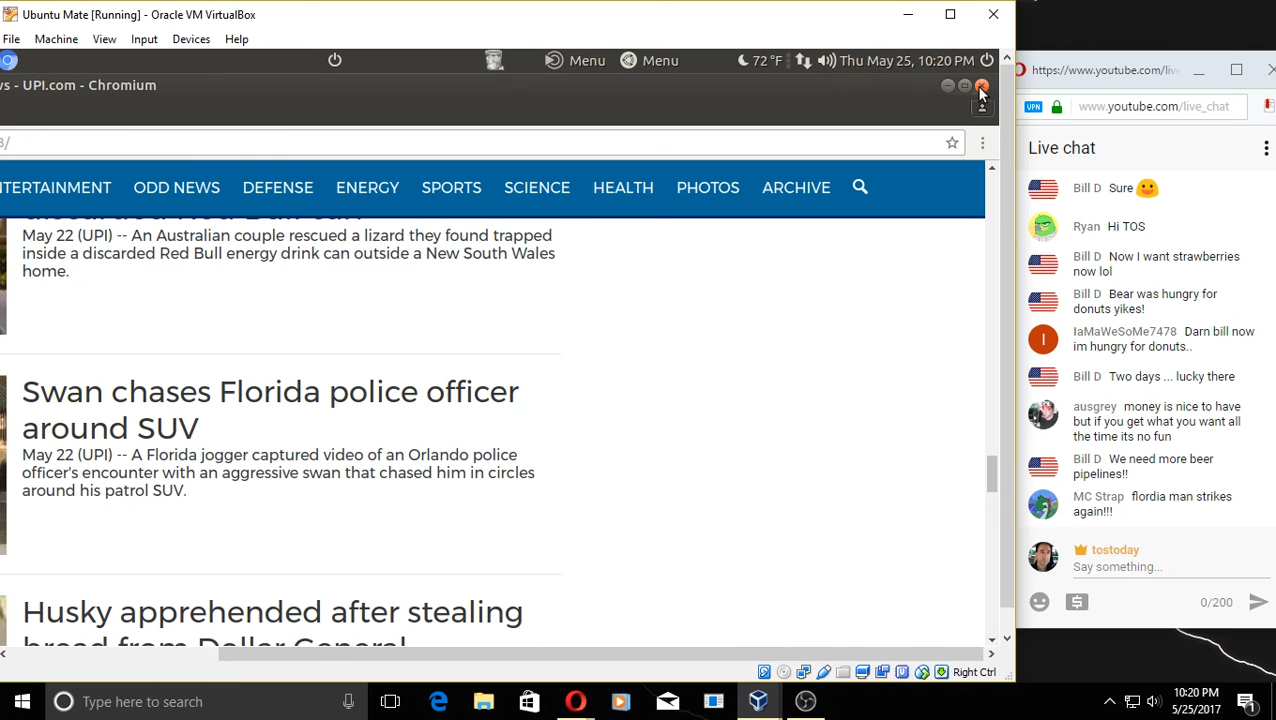 Ubuntu Mate [Running] - Oracle VM VirtualBox
File Machine View Input Devices Help
Menu Menu 72 °F Thu May 25, 10:20 PM
vs - UPI.com - Chromium
https://www.youtube.com/liv
VPN www.youtube.com/live_chat
3/
NTERTAINMENT ODD NEWS DEFENSE ENERGY SPORTS SCIENCE HEALTH PHOTOS ARCHIVE
May 22 (UPI) -- An Australian couple rescued a lizard they found trapped
inside a discarded Red Bull energy drink can outside a New South Wales
home.
Swan chases Florida police officer
around SUV
May 22 (UPI) -- A Florida jogger captured video of an Orlando police
officer's encounter with an aggressive swan that chased him in circles
around his patrol SUV.
Husky apprehended after stealing
bread from Dollar General
Right Ctrl
Live chat
Bill D Sure
Ryan Hi TOS
Bill D Now I want strawberries
now lol
Bill D Bear was hungry for
donuts yikes!
I
IaMaWeSoMe7478 Darn bill now
im hungry for donuts..
Bill D Two days ... lucky there
ausgrey money is nice to have
but if you get what you want all
the time its no fun
Bill D We need more beer
pipelines!!
MC Strap flordia man strikes
again!!!
tostoday
Say something...
0/200
Type here to search
10:20 PM
5/25/2017
1